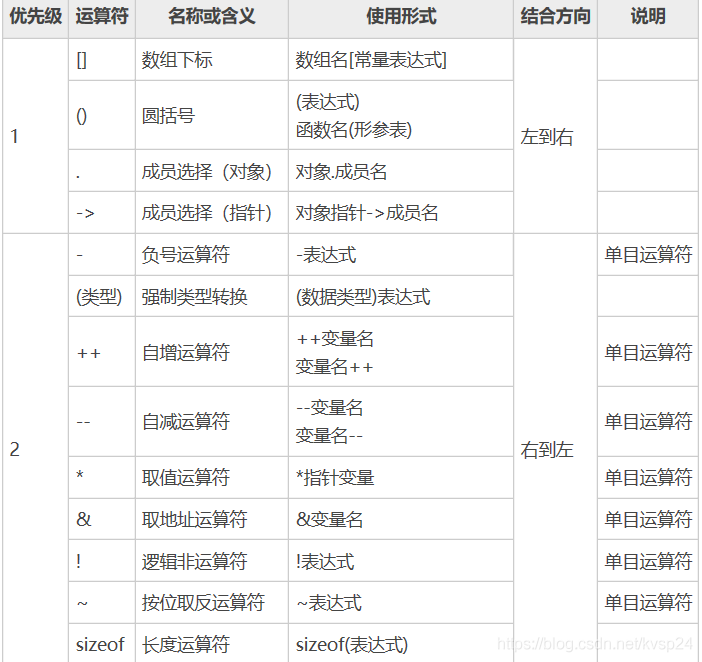 优先级 运算符 名称或含义 使用形式 结合方向 说明
1 [] 数组下标 数组名[常量表达式] 左到右
() 圆括号 (表达式)
函数名(形参表)
. 成员选择（对象） 对象.成员名
-> 成员选择（指针） 对象指针->成员名
2 - 负号运算符 -表达式 右到左 单目运算符
(类型) 强制类型转换 (数据类型)表达式
++ 自增运算符 ++变量名 单目运算符
变量名++
-- 自减运算符 --变量名 单目运算符
变量名--
* 取值运算符 *指针变量 单目运算符
& 取地址运算符 &变量名 单目运算符
! 逻辑非运算符 !表达式 单目运算符
~ 按位取反运算符 ~表达式 单目运算符
sizeof 长度运算符 sizeof(表达式)
https://blog.csdn.net/kvsp24